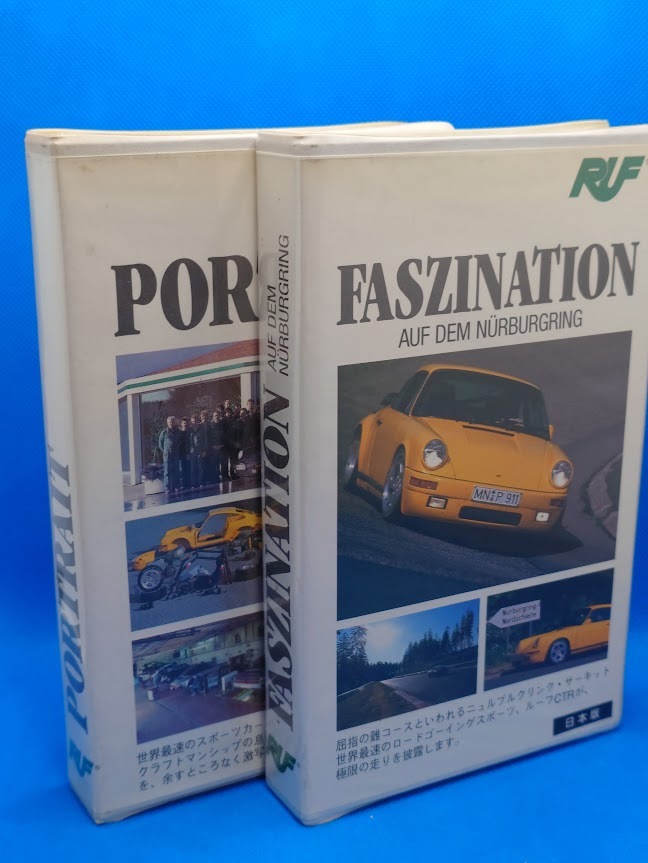 RUF
FASZINATION
AUF DEM NÜRBURGRING
MN P 911
Nürburgring
Nordschleife
屈指の難コースといわれるニュルブルクリンク・サーキット
世界最速のロードゴーイングスポーツ、ルーフCTRが、
極限の走りを披露します。
日本版
FASZINATION
AUF DEM
NÜRBURGRING
RUF
POR
世界最速のスポーツカー
クラフトマンシップの息
を、余すところなく激写
PORTRAIT
RUF